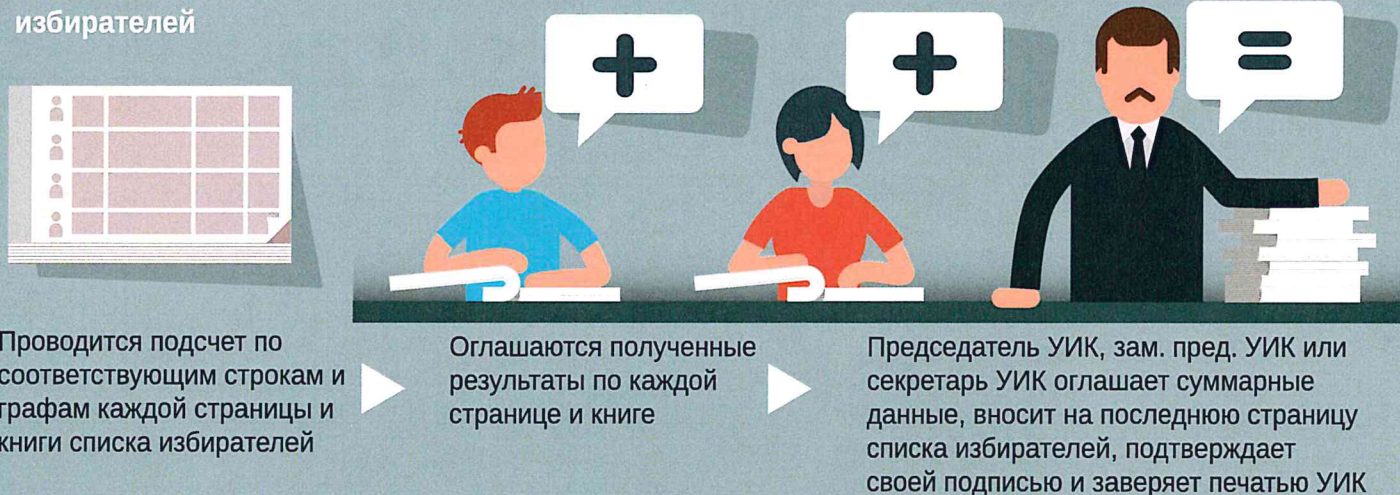 избирателей
+
+
=
Проводится подсчет по
соответствующим строкам и
графам каждой страницы и
книги списка избирателей
Оглашаются полученные
результаты по каждой
странице и книге
Председатель УИК, зам. пред. УИК или
секретарь УИК оглашает суммарные
данные, вносит на последнюю страницу
списка избирателей, подтверждает
своей подписью и заверяет печатью УИК